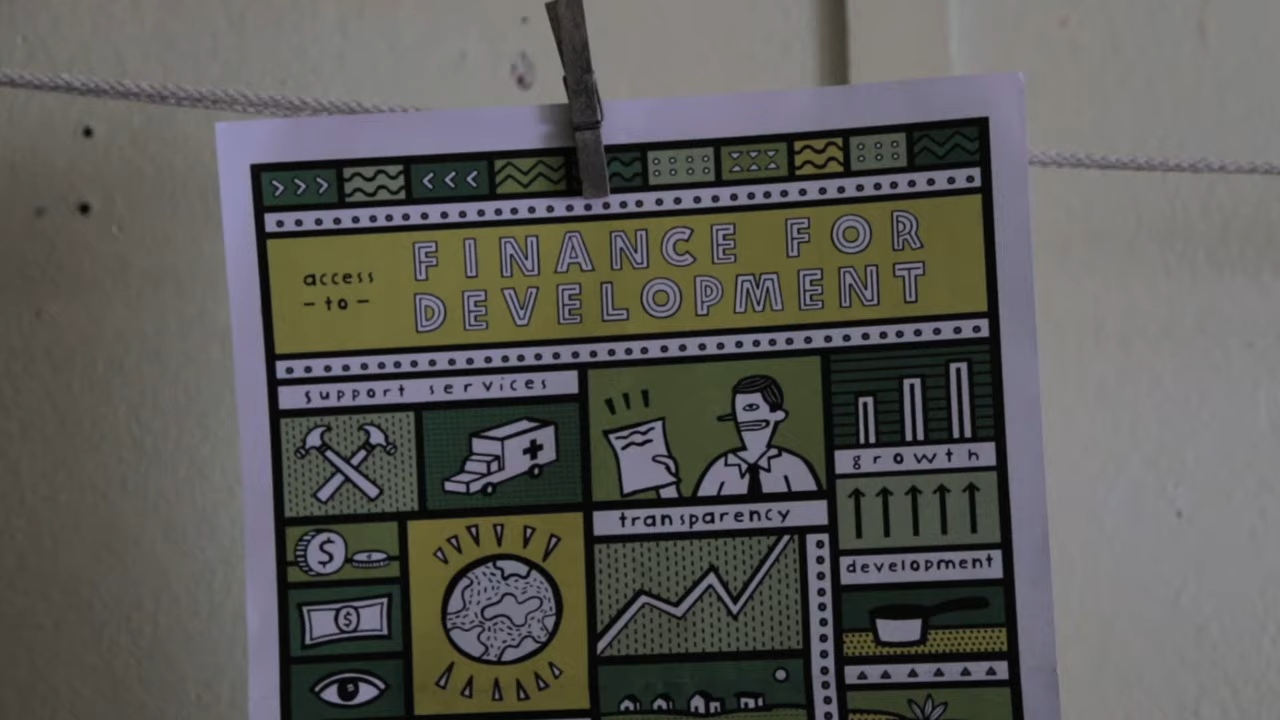 access
- to -
FINANCE FOR
DEVELOPMENT
support services
growth
transparency
development
$
$